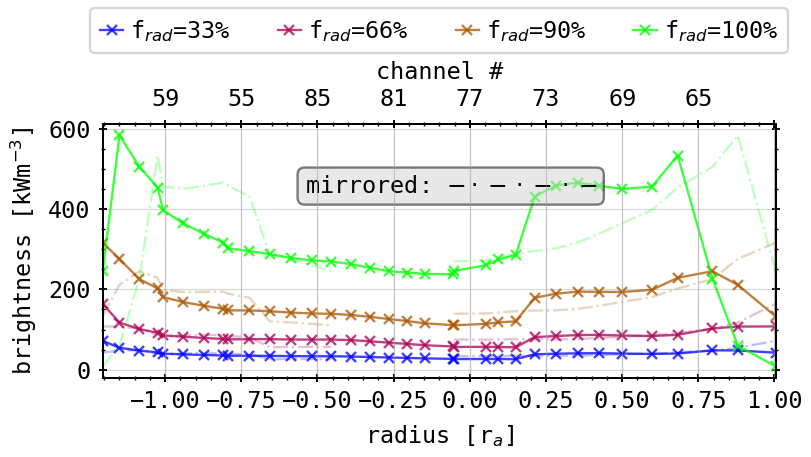 f_rad=33% f_rad=66% f_rad=90% f_rad=100%
channel #
59 55 85 81 77 73 69 65
brightness [kWm⁻³]
600
400
200
0
mirrored:
−1.00 −0.75 −0.50 −0.25 0.00 0.25 0.50 0.75 1.00
radius [r_a]